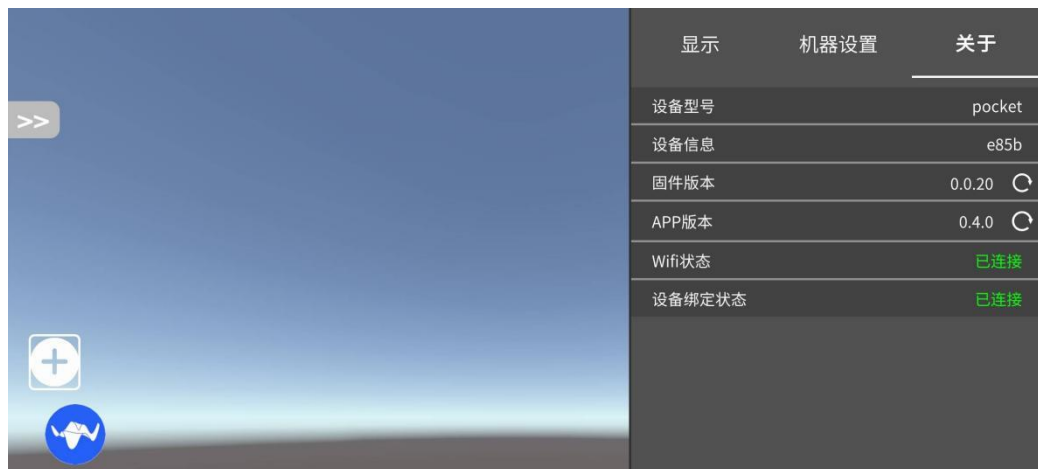 显示 机器设置 关于
>>
设备型号 pocket
设备信息 e85b
固件版本 0.0.20
APP版本 0.4.0
Wifi状态 已连接
设备绑定状态 已连接